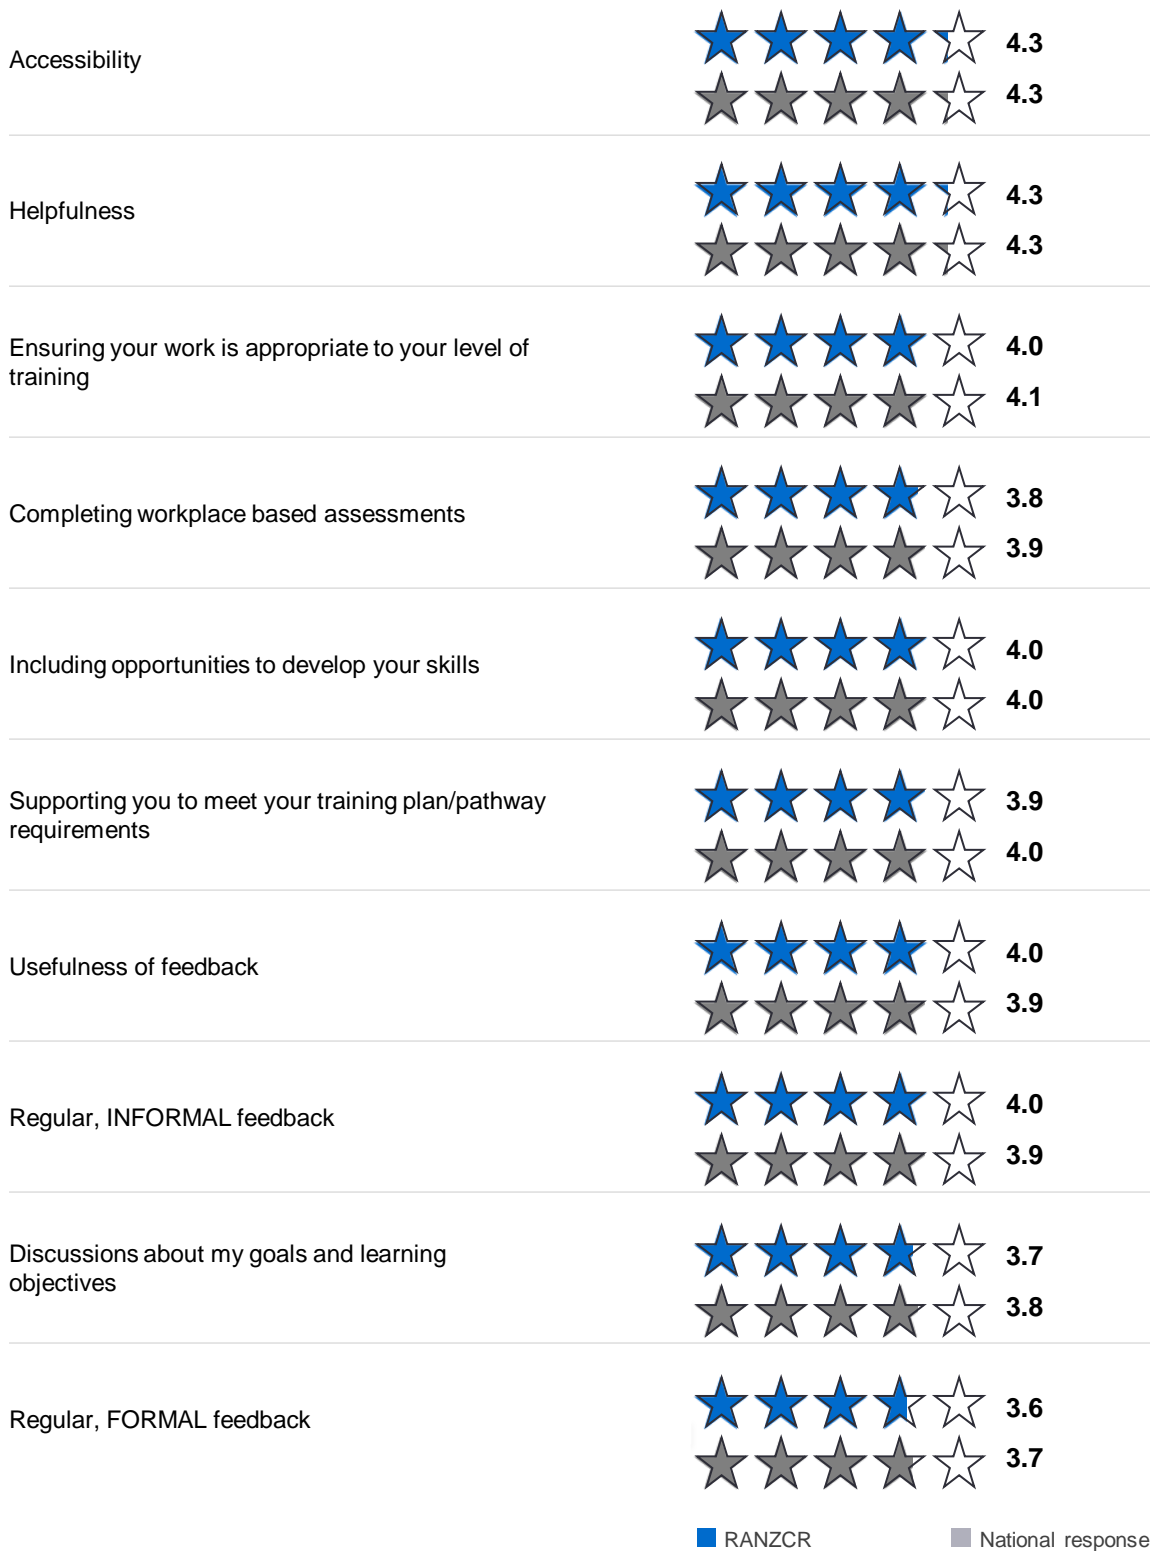 Accessibility
4.3
4.3
Helpfulness
4.3
4.3
Ensuring your work is appropriate to your level of
training
4.0
4.1
Completing workplace based assessments
3.8
3.9
Including opportunities to develop your skills
4.0
4.0
Supporting you to meet your training plan/pathway
requirements
3.9
4.0
Usefulness of feedback
4.0
3.9
Regular, INFORMAL feedback
4.0
3.9
Discussions about my goals and learning
objectives
3.7
3.8
Regular, FORMAL feedback
3.6
3.7
RANZCR
National response